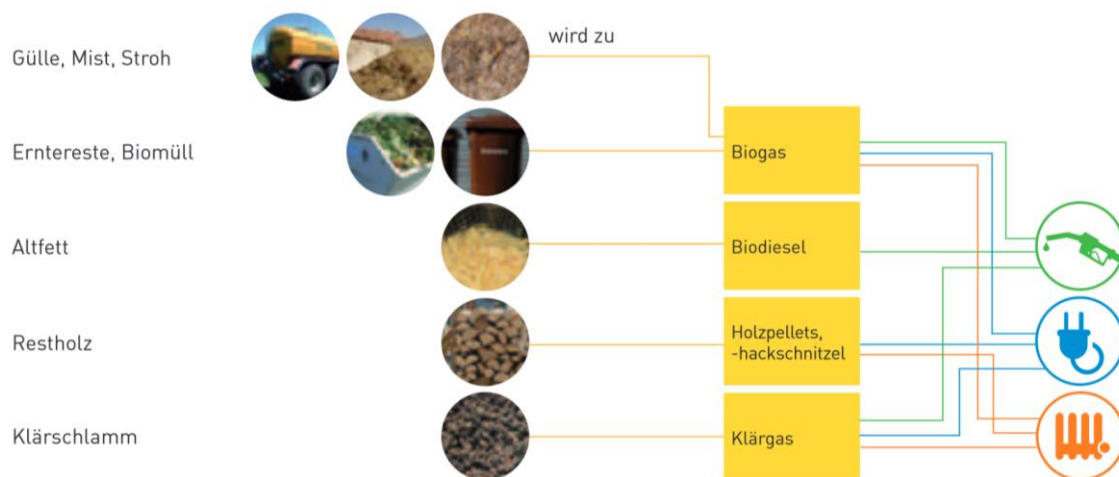 Gülle, Mist, Stroh
wird zu
Erntereste, Biomüll
Biogas
Altfett
Biodiesel
Restholz
Holzpellets,
-hackschnitzel
Klärschlamm
Klärgas